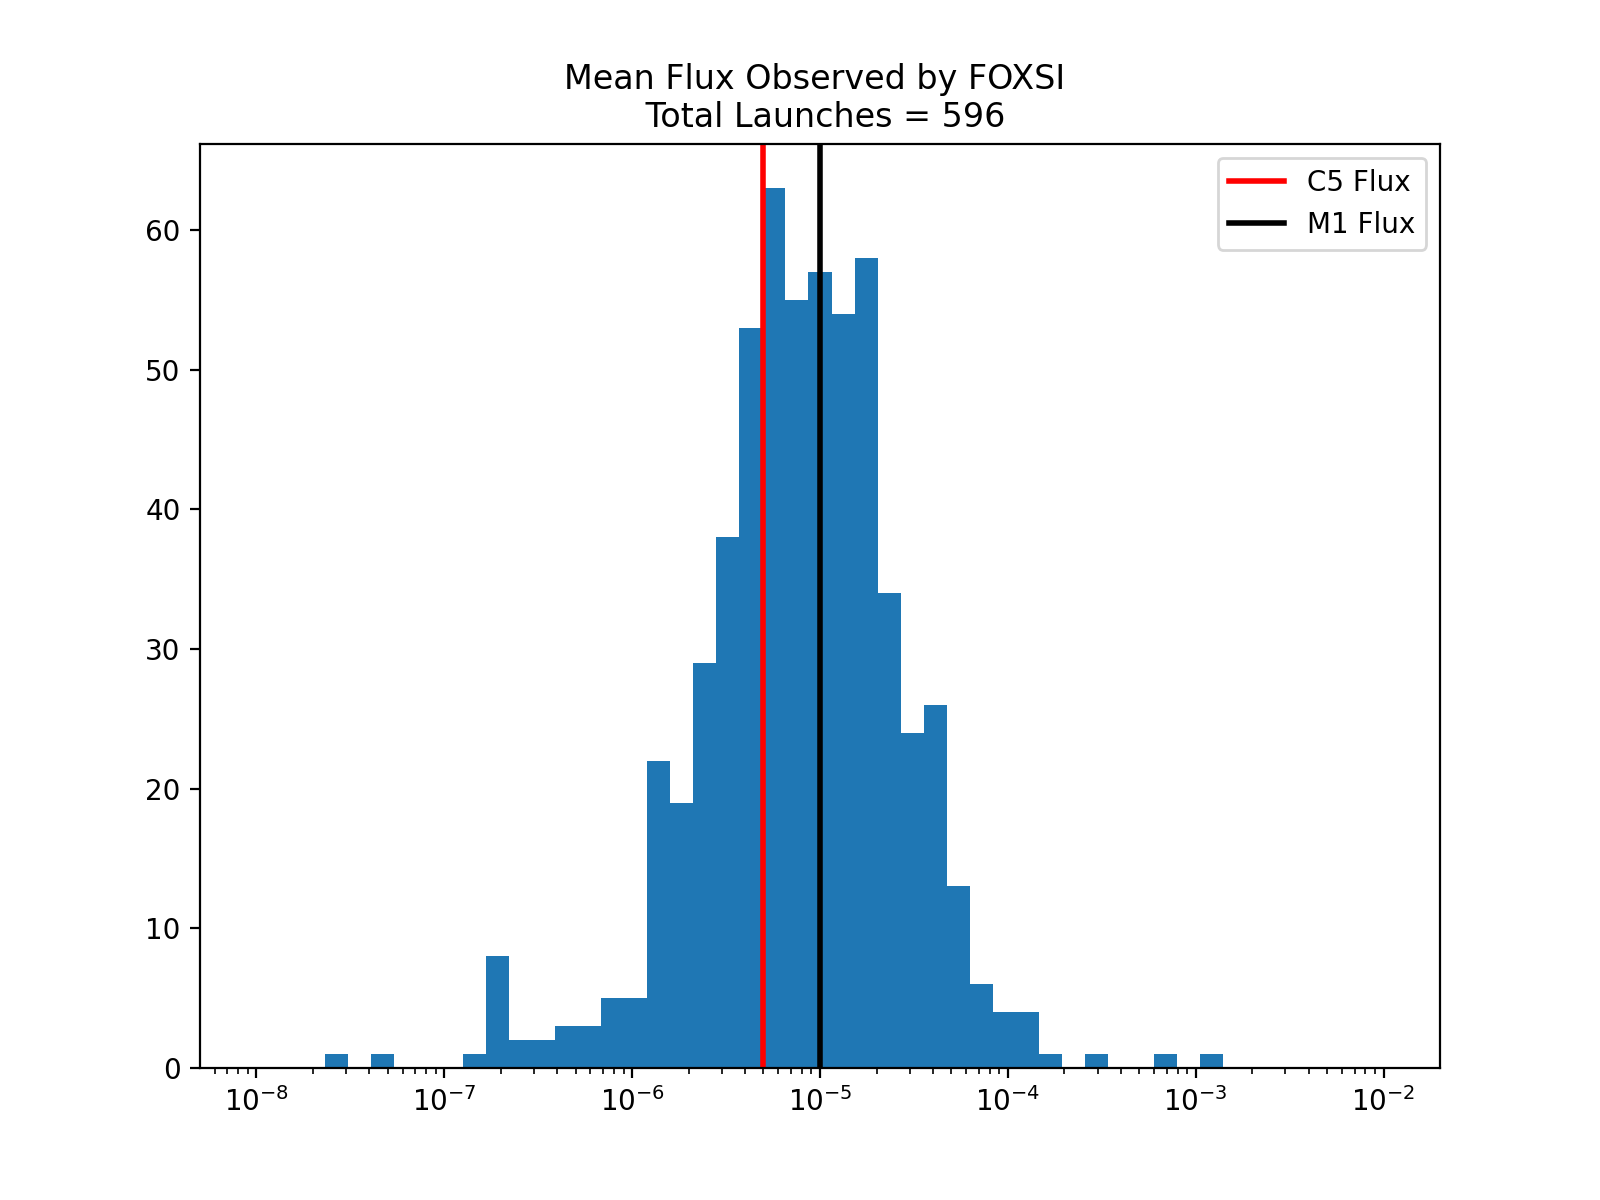 Mean Flux Observed by FOXSI
Total Launches = 596
C5 Flux
M1 Flux
60
50
40
30
20
10
0
10⁻⁸ 10⁻⁷ 10⁻⁶ 10⁻⁵ 10⁻⁴ 10⁻³ 10⁻²